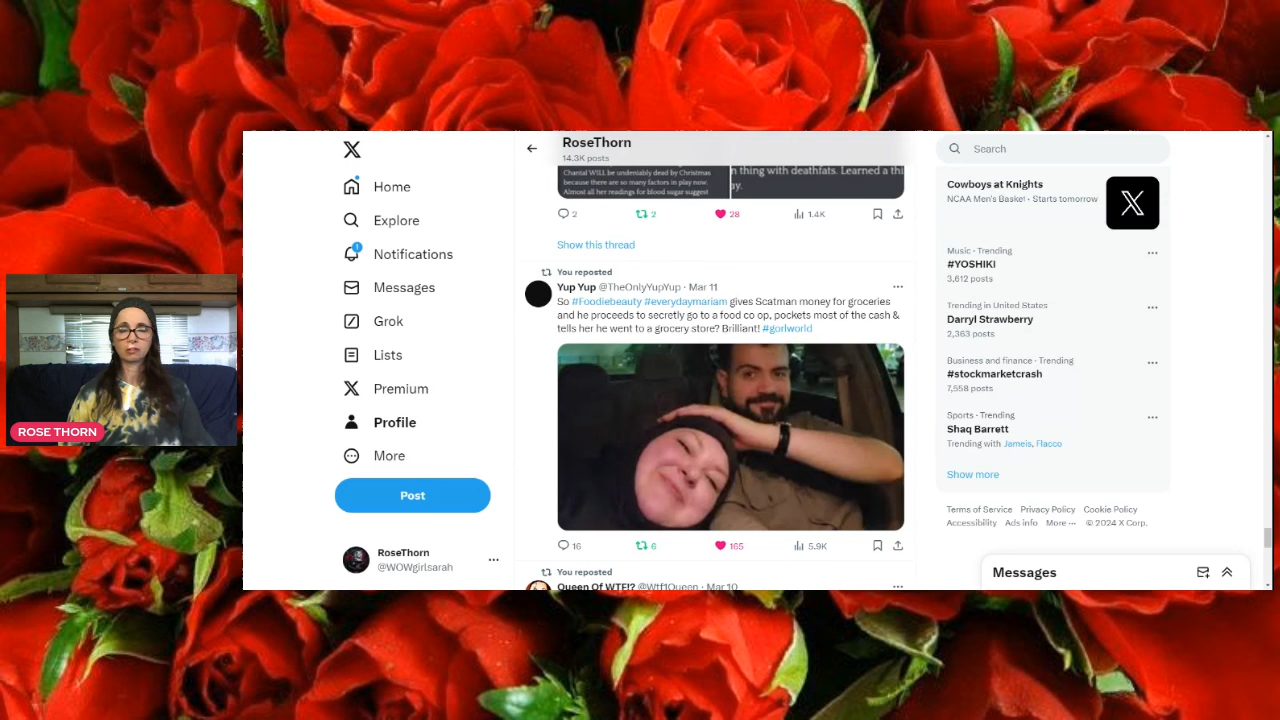 ROSE THORN
Home
Explore
1
Notifications
Messages
Grok
Lists
Premium
Profile
More
Post
RoseThorn
@WOWgirlsarah
RoseThorn
14.3K posts
Chantal WILL be undeniably dead by Christmas
because there are so many factors in play now.
Almost all her readings for blood sugar suggest
n thing with deathfats. Learned a thi
ay.
2 2 28 1.4K
Show this thread
You reposted
Yup Yup @TheOnlyYupYup · Mar 11
So #Foodiebeauty #everydaymariam gives Scatman money for groceries
and he proceeds to secretly go to a food co op, pockets most of the cash &
tells her he went to a grocery store? Brilliant! #gorlworld
16 6 165 5.9K
You reposted
Queen Of WTF!? @Wtf1Queen · Mar 10
Search
Cowboys at Knights
NCAA Men's Basket · Starts tomorrow
Music · Trending
#YOSHIKI
3,612 posts
Trending in United States
Darryl Strawberry
2,363 posts
Business and finance · Trending
#stockmarketcrash
7,558 posts
Sports · Trending
Shaq Barrett
Trending with Jameis, Flacco
Show more
Terms of Service Privacy Policy Cookie Policy
Accessibility Ads info More ··· © 2024 X Corp.
Messages